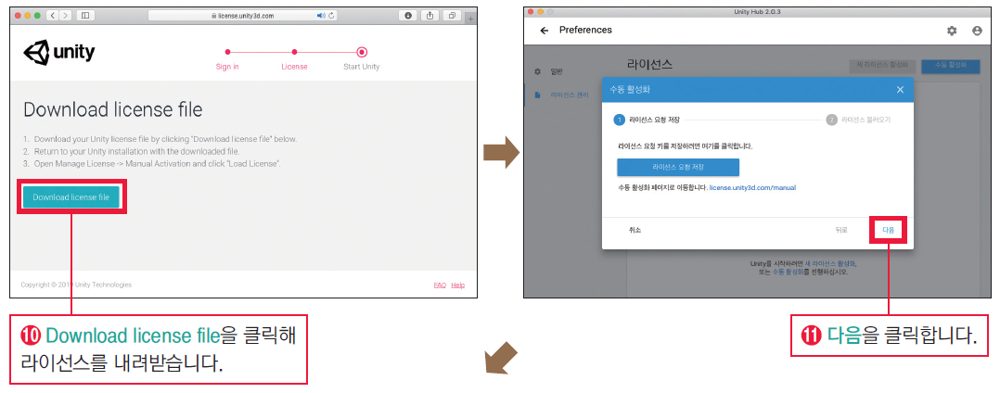 license.unity3d.com
unity
Sign in
License
Start Unity
Download license file
1. Download your Unity license file by clicking "Download license file" below.
2. Return to your Unity installation with the downloaded file.
3. Open Manage License -> Manual Activation and click "Load License".
Download license file
Copyright © 2019 Unity Technologies
FAQ Help
⑩ Download license file을 클릭해
라이선스를 내려받습니다.
Unity Hub 2.0.3
Preferences
라이선스
새 라이선스 활성화
수동 활성화
일반
라이선스 관리
수동 활성화
1 라이선스 요청 저장
2 라이선스 불러오기
라이선스 요청 키를 저장하려면 여기를 클릭합니다.
라이선스 요청 저장
수동 활성화 페이지로 이동합니다. license.unity3d.com/manual
취소
뒤로
다음
Unity를 시작하려면 새 라이선스 활성화,
또는 수동 활성화를 진행하십시오.
⑪ 다음을 클릭합니다.